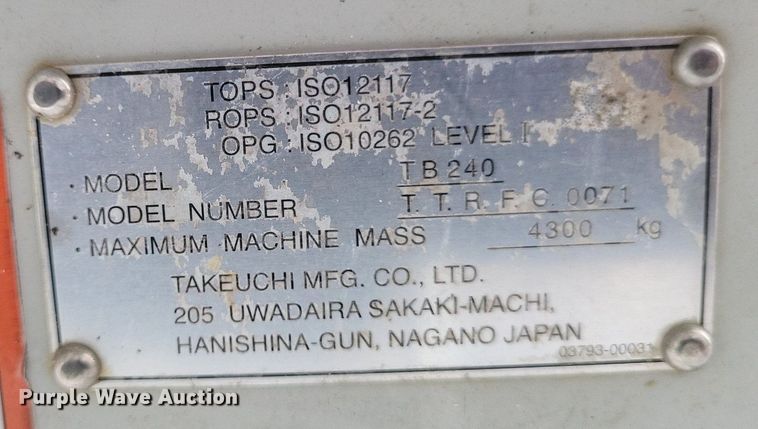 TOPS : ISO12117
ROPS : ISO12117-2
OPG : ISO10262 LEVEL I
· MODEL TB240
· MODEL NUMBER T. T. R. F. C. 0071
· MAXIMUM MACHINE MASS 4300 kg
TAKEUCHI MFG. CO., LTD.
205 UWADAIRA SAKAKI-MACHI,
HANISHINA-GUN, NAGANO JAPAN
03793-00031
Purple Wave Auction